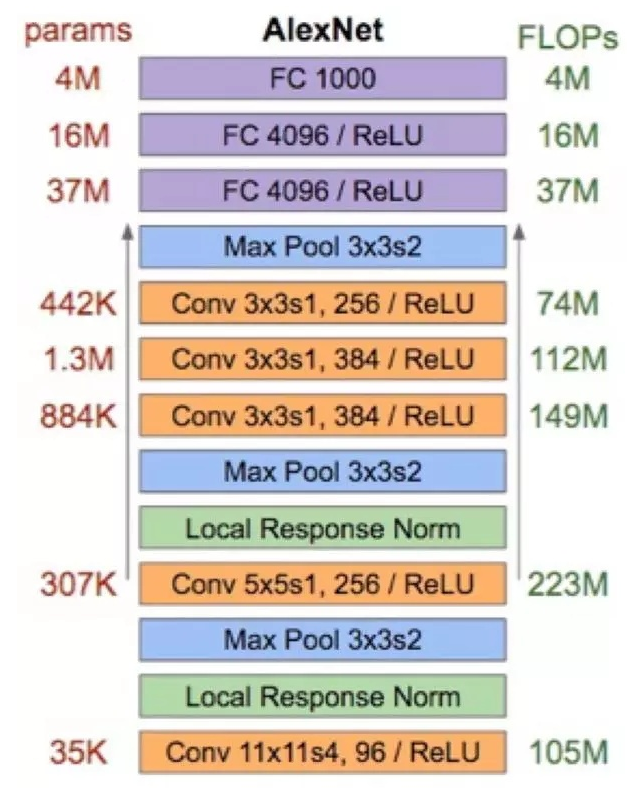 params AlexNet FLOPs
4M FC 1000 4M
16M FC 4096 / ReLU 16M
37M FC 4096 / ReLU 37M
Max Pool 3x3s2
442K Conv 3x3s1, 256 / ReLU 74M
1.3M Conv 3x3s1, 384 / ReLU 112M
884K Conv 3x3s1, 384 / ReLU 149M
Max Pool 3x3s2
Local Response Norm
307K Conv 5x5s1, 256 / ReLU 223M
Max Pool 3x3s2
Local Response Norm
35K Conv 11x11s4, 96 / ReLU 105M